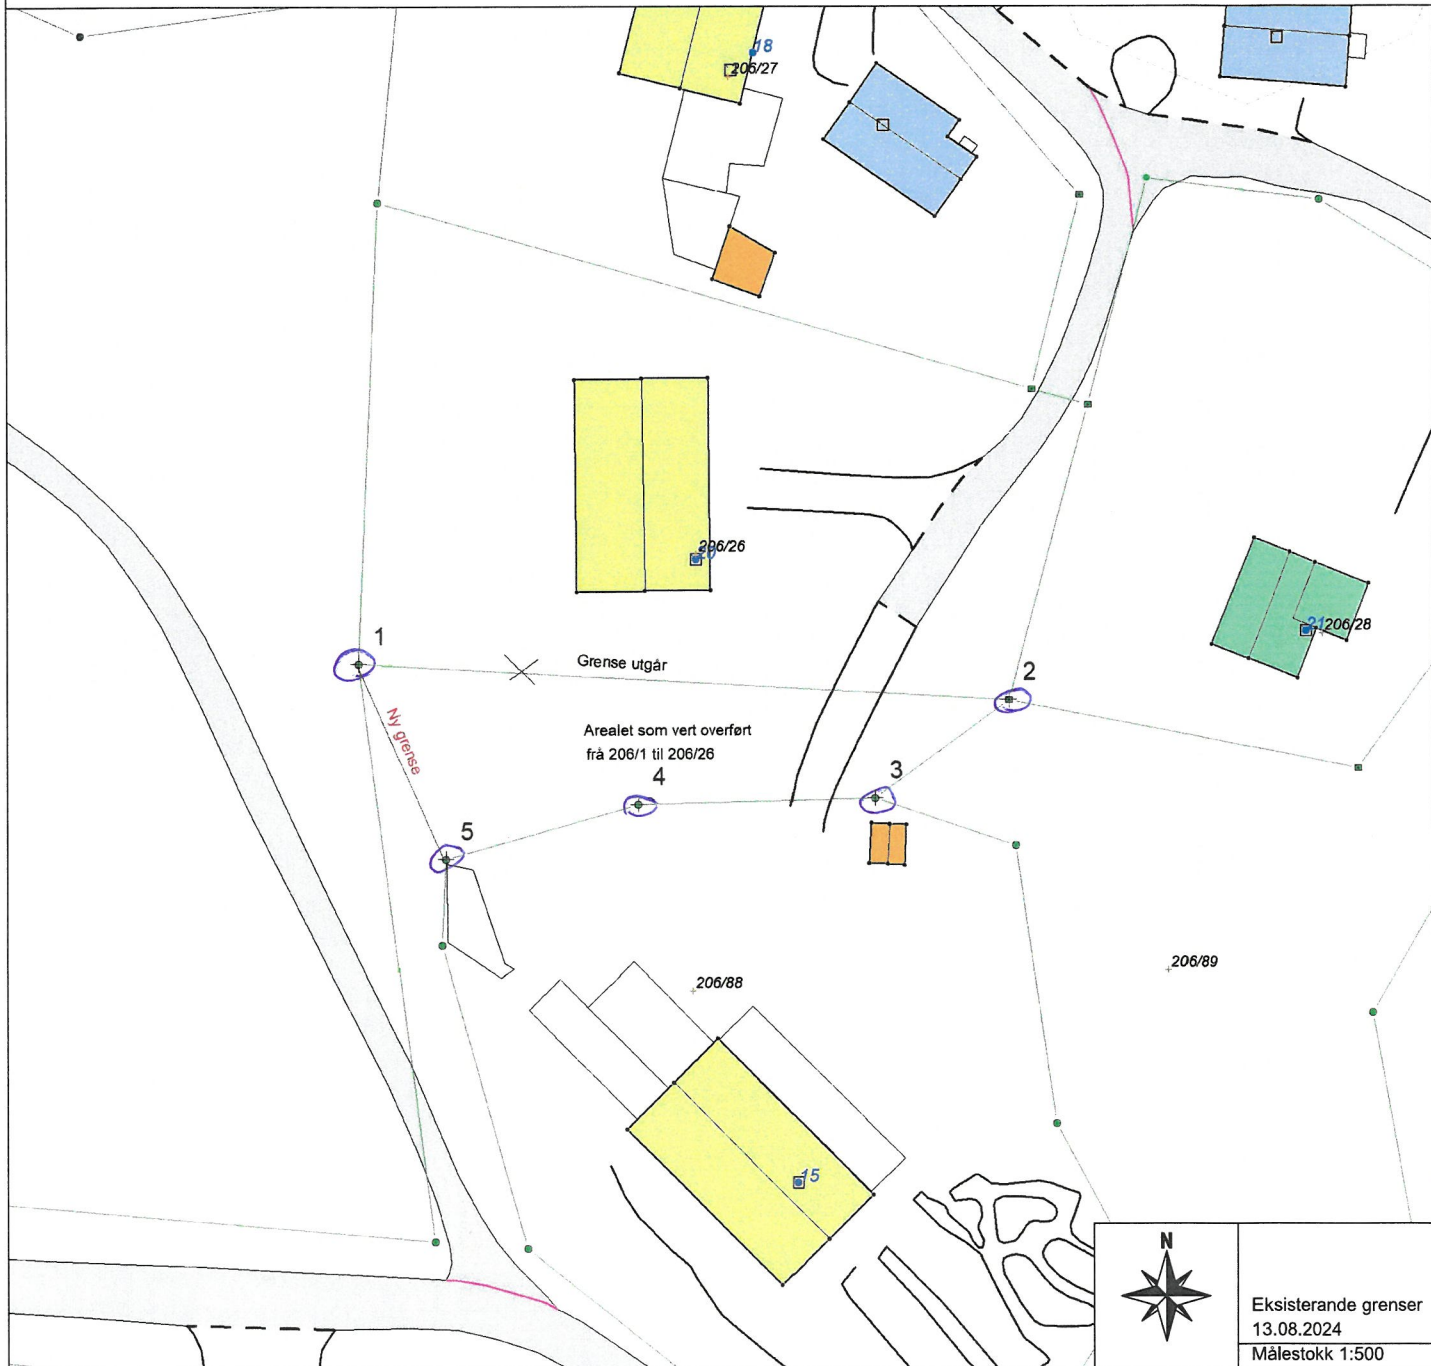 18
206/27
206/26
20
21
206/28
1
Grense utgår
2
Ny grense
Arealet som vert overført
frå 206/1 til 206/26
4
3
5
206/88
206/89
15
N
Eksisterande grenser
13.08.2024
Målestokk 1:500